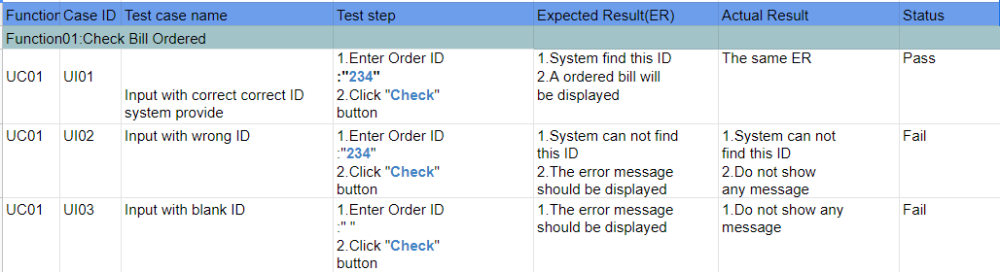 Function Case ID Test case name Test step Expected Result(ER) Actual Result Status
Function01:Check Bill Ordered
UC01
UI01
Input with correct correct ID
system provide
1.Enter Order ID
:"234"
2.Click "Check"
button
1.System find this ID
2.A ordered bill will
be displayed
The same ER
Pass
UC01
UI02
Input with wrong ID
1.Enter Order ID
:"234"
2.Click "Check"
button
1.System can not find
this ID
2.The error message
should be displayed
1.System can not
find this ID
2.Do not show
any message
Fail
UC01
UI03
Input with blank ID
1.Enter Order ID
:" "
2.Click "Check"
button
1.The error message
should be displayed
1.Do not show any
message
Fail